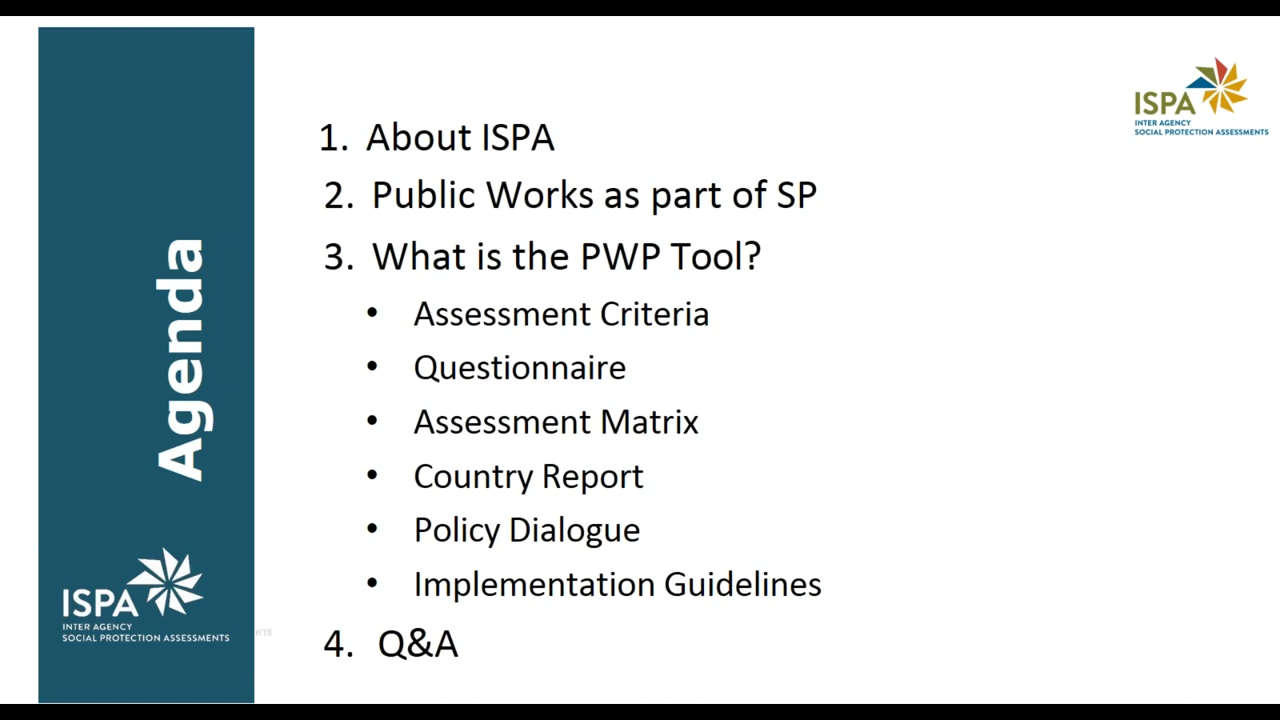 Agenda
ISPA
INTER AGENCY
SOCIAL PROTECTION ASSESSMENTS
1. About ISPA
2. Public Works as part of SP
3. What is the PWP Tool?
• Assessment Criteria
• Questionnaire
• Assessment Matrix
• Country Report
• Policy Dialogue
• Implementation Guidelines
4. Q&A
ISPA
INTER AGENCY
SOCIAL PROTECTION ASSESSMENTS